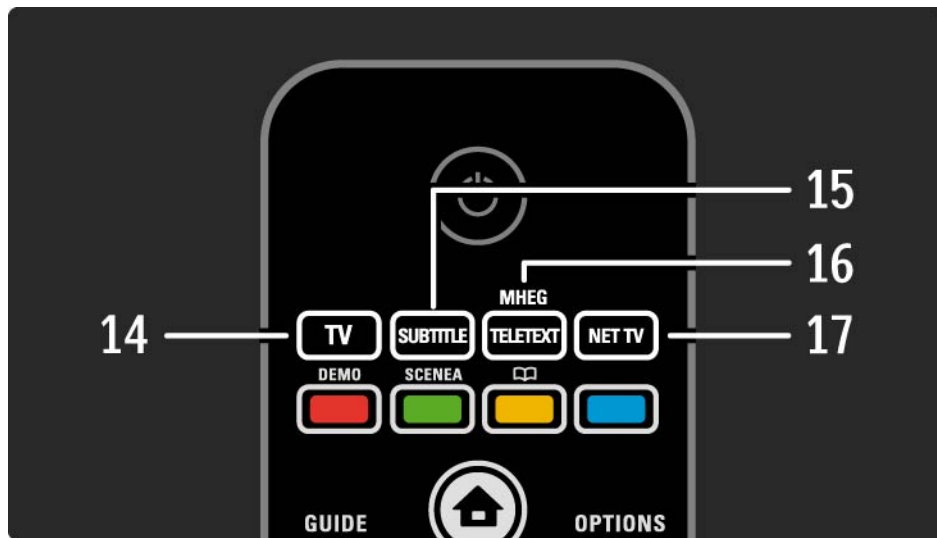 15
16
MHEG
14 TV SUBTITLE TELETEXT NET TV 17
DEMO SCENEA
GUIDE OPTIONS